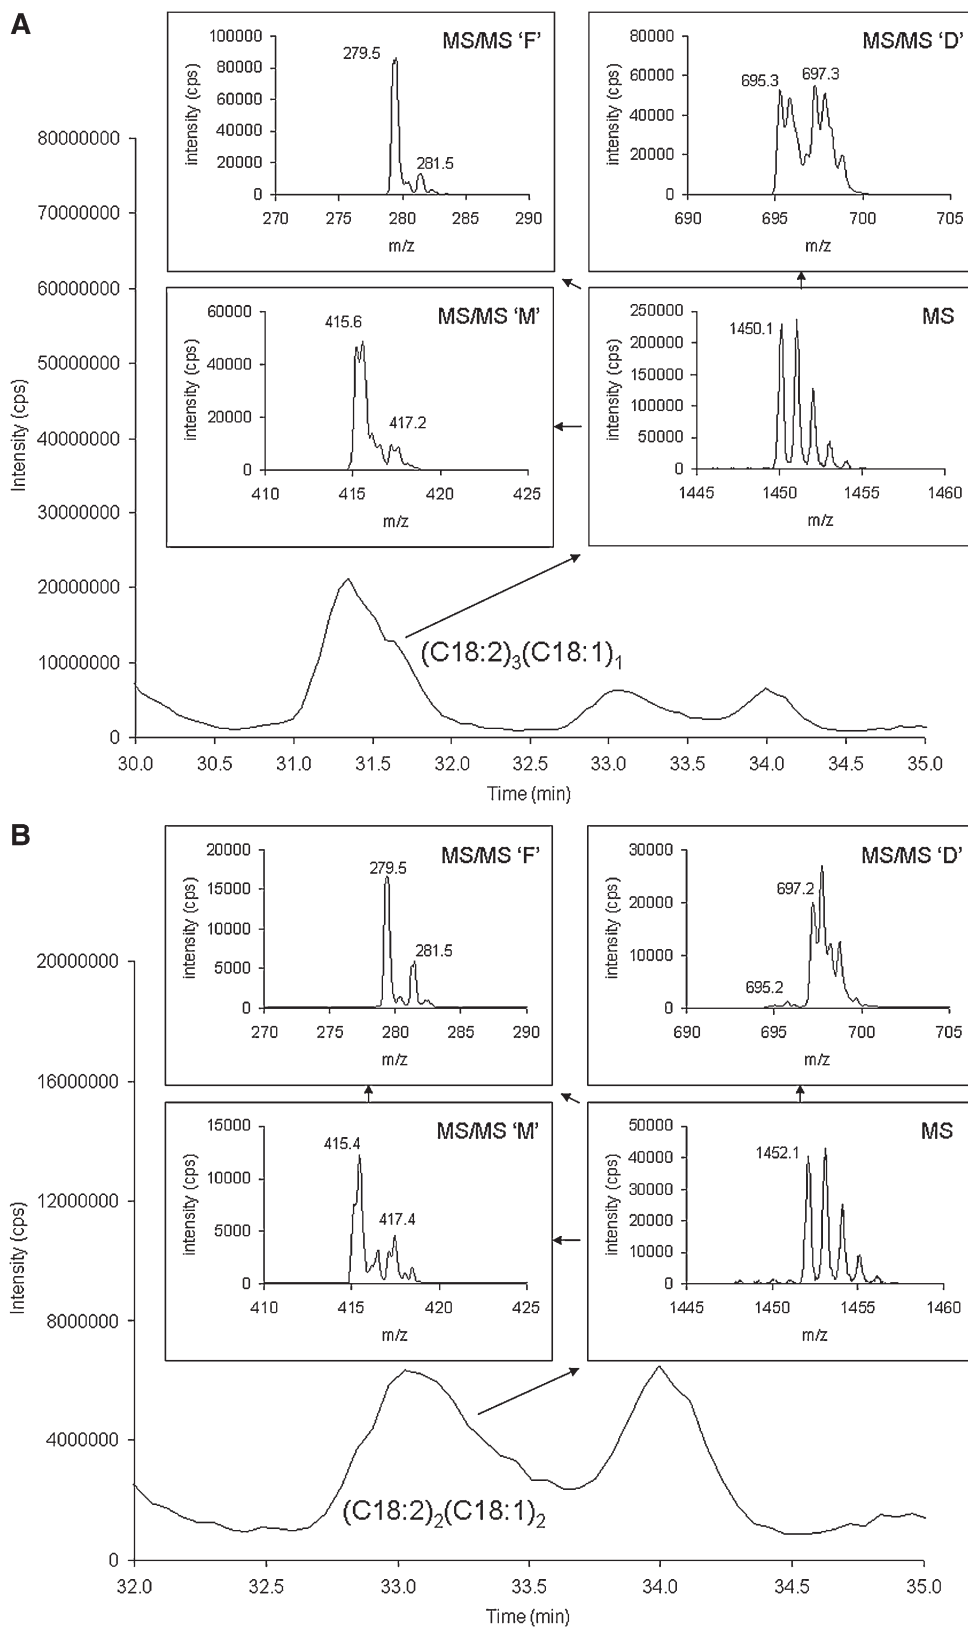 A
MS/MS 'F'
100000
80000
60000
40000
20000
0
intensity (cps)
279.5
281.5
270 275 280 285 290
m/z
MS/MS 'D'
80000
60000
40000
20000
0
intensity (cps)
695.3
697.3
690 695 700 705
m/z
MS/MS 'M'
60000
40000
20000
0
intensity (cps)
415.6
417.2
410 415 420 425
m/z
MS
250000
200000
150000
100000
50000
0
intensity (cps)
1450.1
1445 1450 1455 1460
m/z
80000000
70000000
60000000
50000000
40000000
30000000
20000000
10000000
0
Intensity (cps)
(C18:2)3(C18:1)1
30.0 30.5 31.0 31.5 32.0 32.5 33.0 33.5 34.0 34.5 35.0
Time (min)
B
MS/MS 'F'
20000
15000
10000
5000
0
intensity (cps)
279.5
281.5
270 275 280 285 290
m/z
MS/MS 'D'
30000
20000
10000
0
intensity (cps)
697.2
695.2
690 695 700 705
m/z
MS/MS 'M'
15000
10000
5000
0
intensity (cps)
415.4
417.4
410 415 420 425
m/z
MS
50000
40000
30000
20000
10000
0
intensity (cps)
1452.1
1445 1450 1455 1460
m/z
20000000
16000000
12000000
8000000
4000000
0
Intensity (cps)
(C18:2)2(C18:1)2
32.0 32.5 33.0 33.5 34.0 34.5 35.0
Time (min)